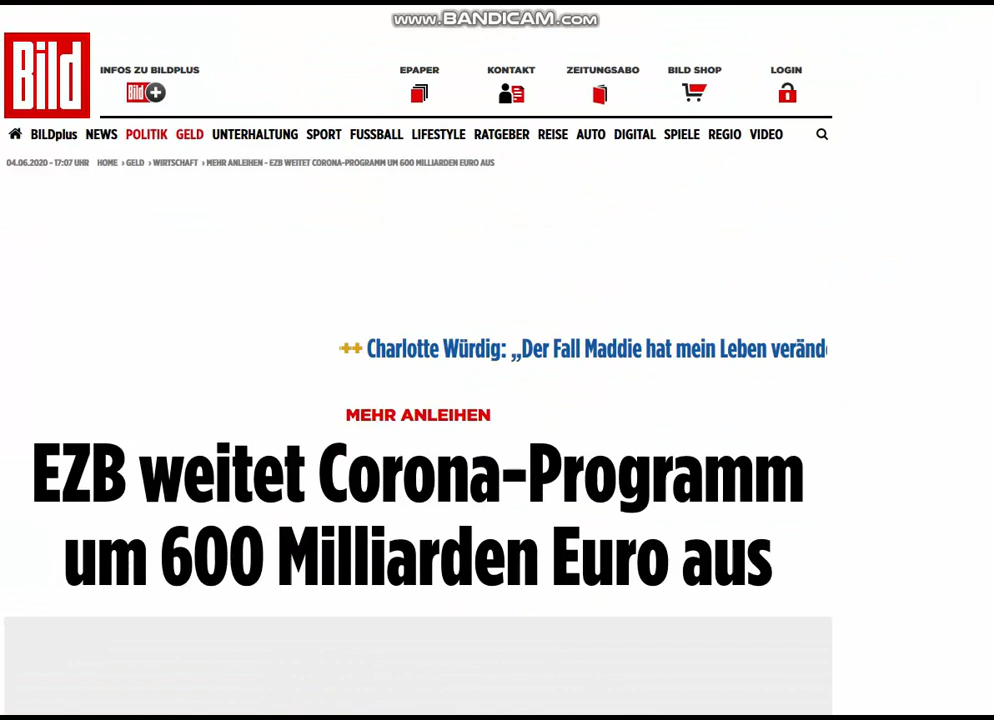 www.BANDICAM.com
Bild
INFOS ZU BILDPLUS
Bild+
EPAPER
KONTAKT
ZEITUNGSABO
BILD SHOP
LOGIN
BILDplus NEWS POLITIK GELD UNTERHALTUNG SPORT FUSSBALL LIFESTYLE RATGEBER REISE AUTO DIGITAL SPIELE REGIO VIDEO
04.06.2020 - 17:07 UHR HOME › GELD › WIRTSCHAFT › MEHR ANLEIHEN - EZB WEITET CORONA-PROGRAMM UM 600 MILLIARDEN EURO AUS
++ Charlotte Würdig: „Der Fall Maddie hat mein Leben verände
MEHR ANLEIHEN
EZB weitet Corona-Programm
um 600 Milliarden Euro aus